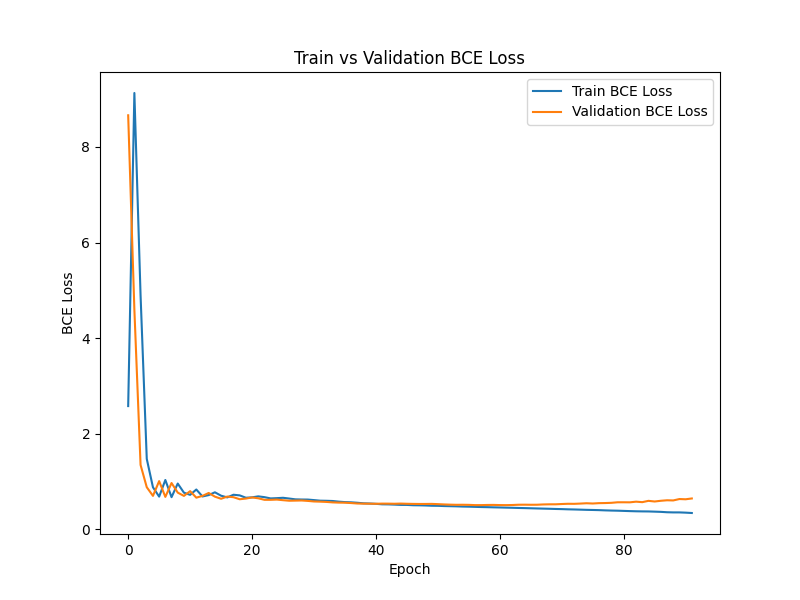 Train vs Validation BCE Loss
Train BCE Loss
Validation BCE Loss
8
6
4
2
0
BCE Loss
0 20 40 60 80
Epoch